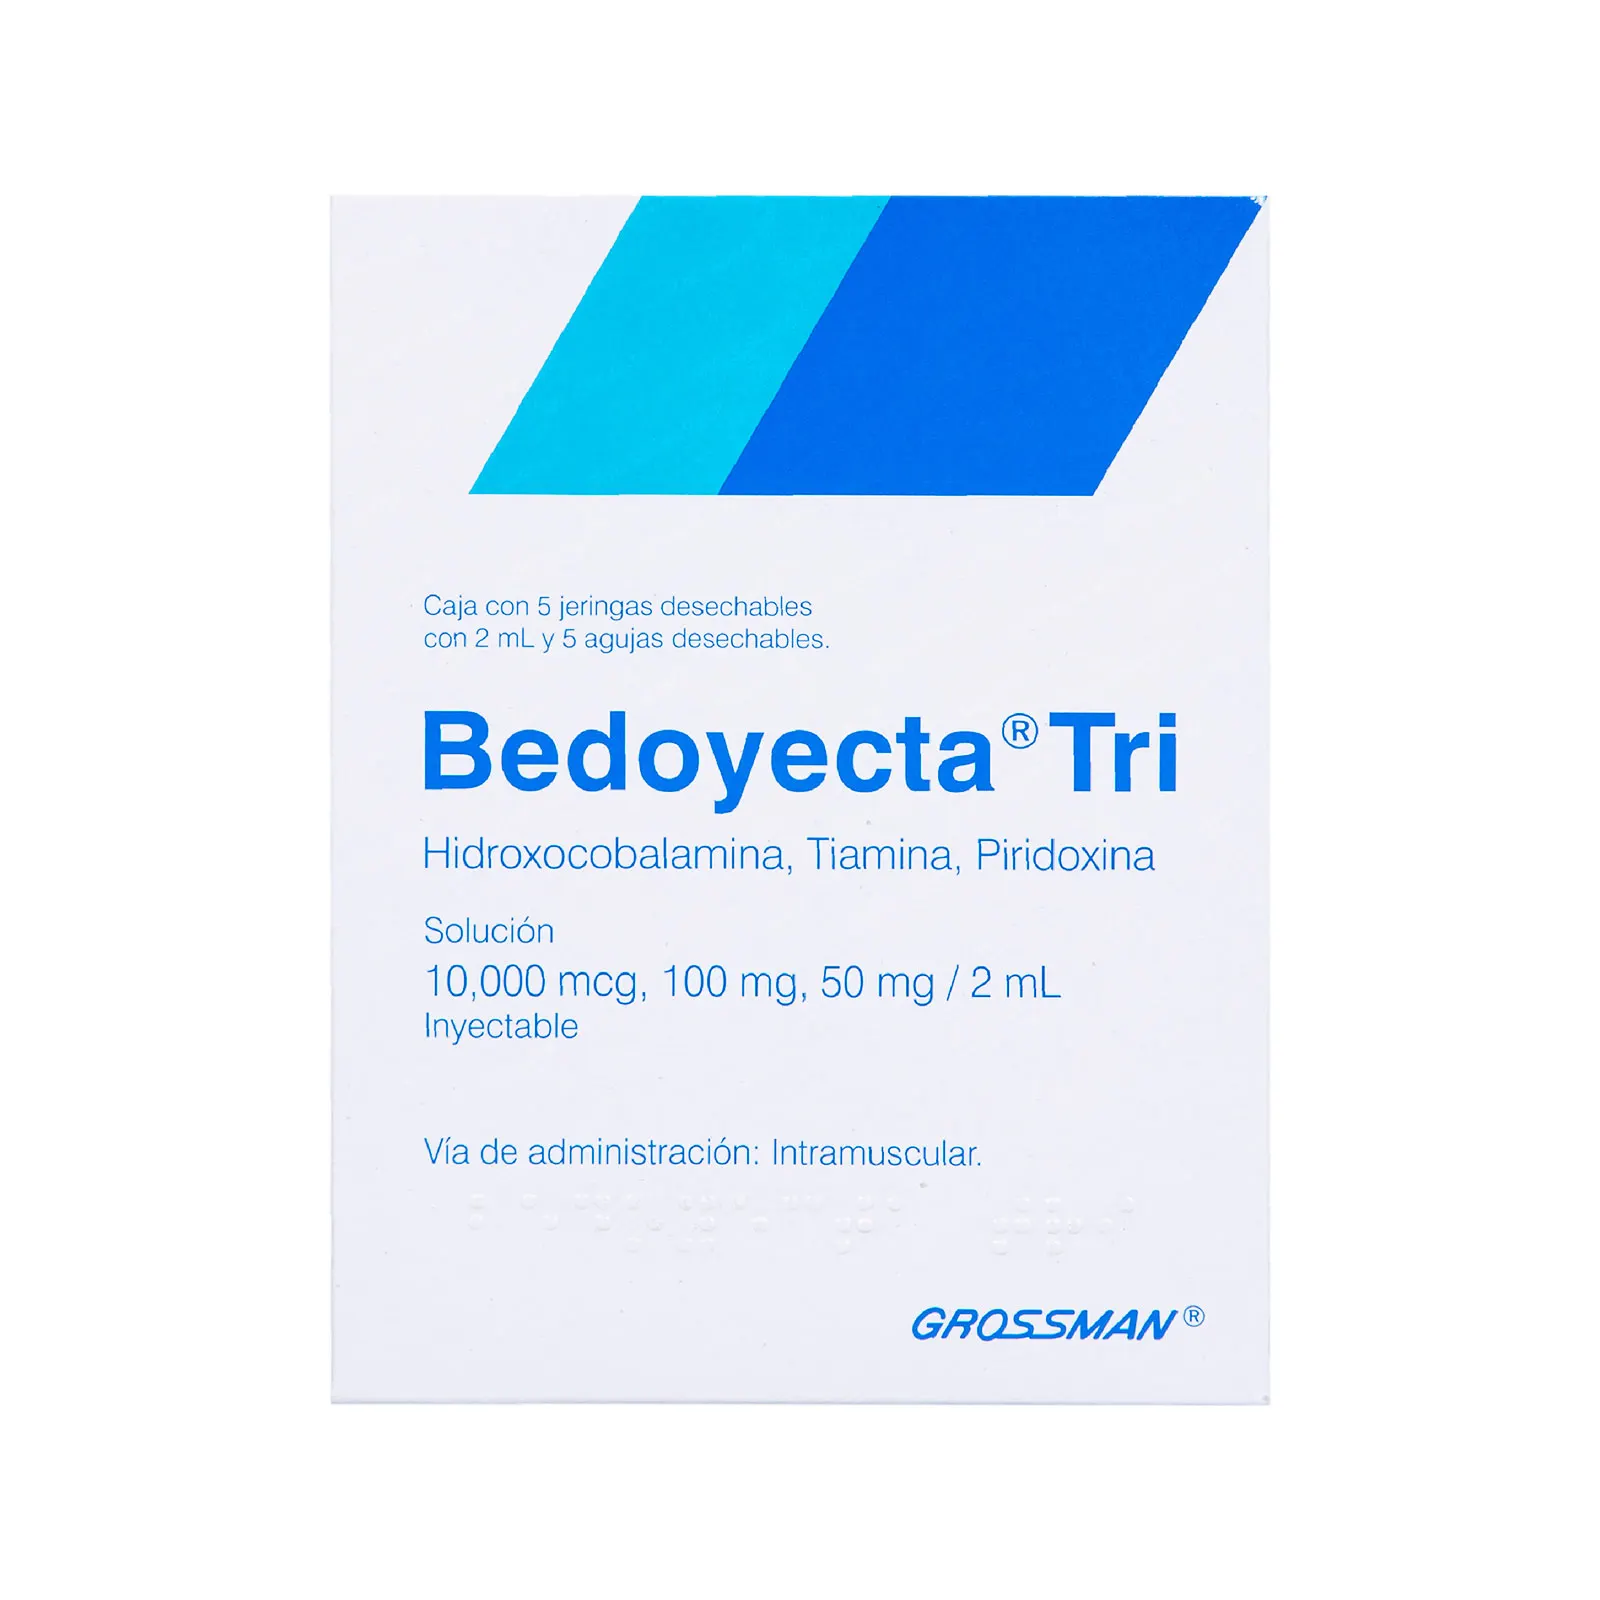 Caja con 5 jeringas desechables
con 2 mL y 5 agujas desechables.
Bedoyecta® Tri
Hidroxocobalamina, Tiamina, Piridoxina
Solución
10,000 mcg, 100 mg, 50 mg / 2 mL
Inyectable
Vía de administración: Intramuscular.
GROSSMAN®